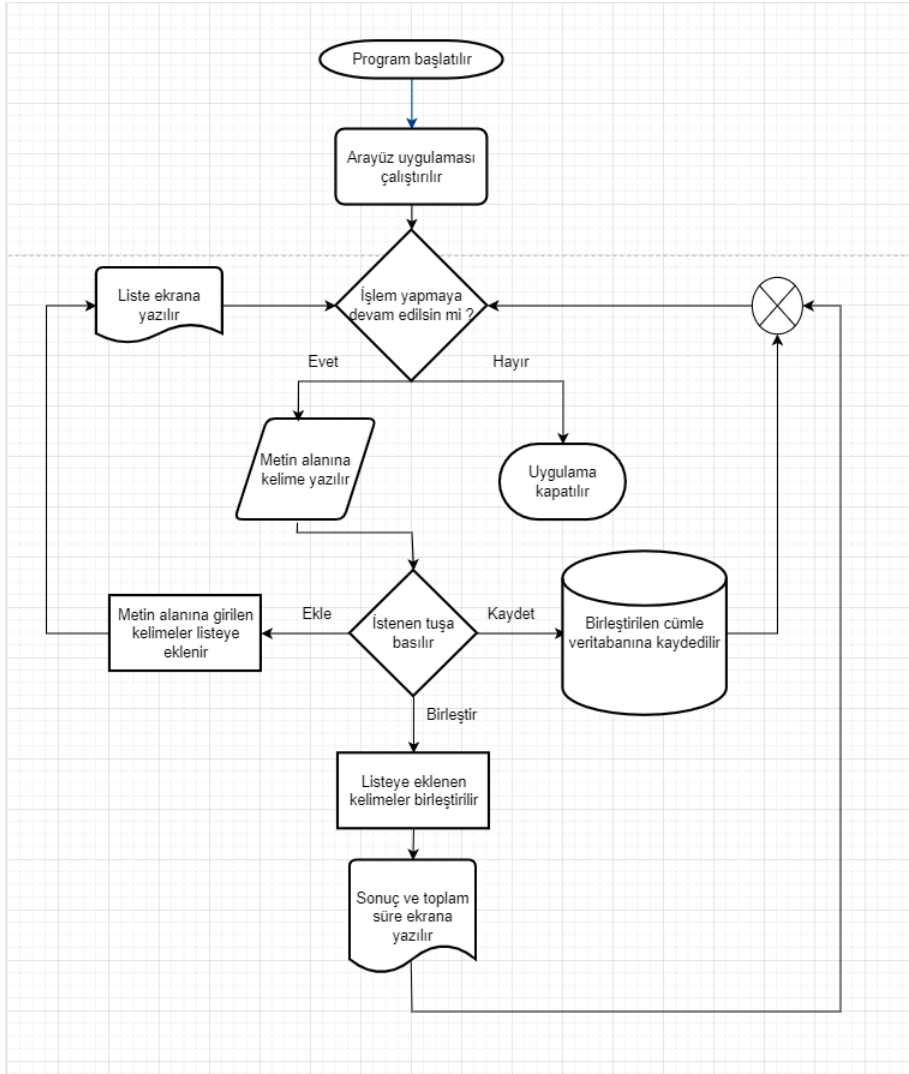 Program başlatılır
Arayüz uygulaması
çalıştırılır
İşlem yapmaya
devam edilsin mi ?
Liste ekrana
yazılır
Evet
Hayır
Metin alanına
kelime yazılır
Uygulama
kapatılır
İstenen tuşa
basılır
Ekle
Kaydet
Metin alanına girilen
kelimeler listeye
eklenir
Birleştirilen cümle
veritabanına kaydedilir
Birleştir
Listeye eklenen
kelimeler birleştirilir
Sonuç ve toplam
süre ekrana
yazılır